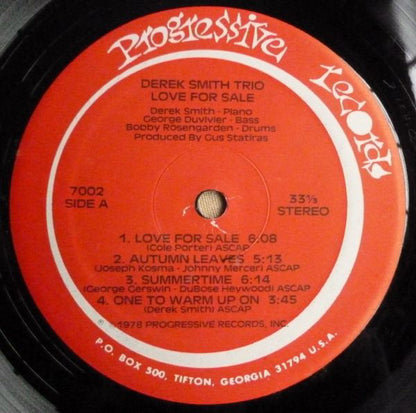 Progressive records
DEREK SMITH TRIO
LOVE FOR SALE
Derek Smith - Piano
George Duvivier - Bass
Bobby Rosengarden - Drums
Produced By Gus Statiras
7002
SIDE A
33⅓
STEREO
1. LOVE FOR SALE 6:08
(Cole Porter) ASCAP
2. AUTUMN LEAVES 5:13
(Joseph Kosma - Johnny Mercer) ASCAP
3. SUMMERTIME 6:14
(George Gerswin - DuBose Heywood) ASCAP
4. ONE TO WARM UP ON 3:45
(Derek Smith) ASCAP
℗ 1978 PROGRESSIVE RECORDS, INC.
P.O. BOX 500, TIFTON, GEORGIA 31794 U.S.A.